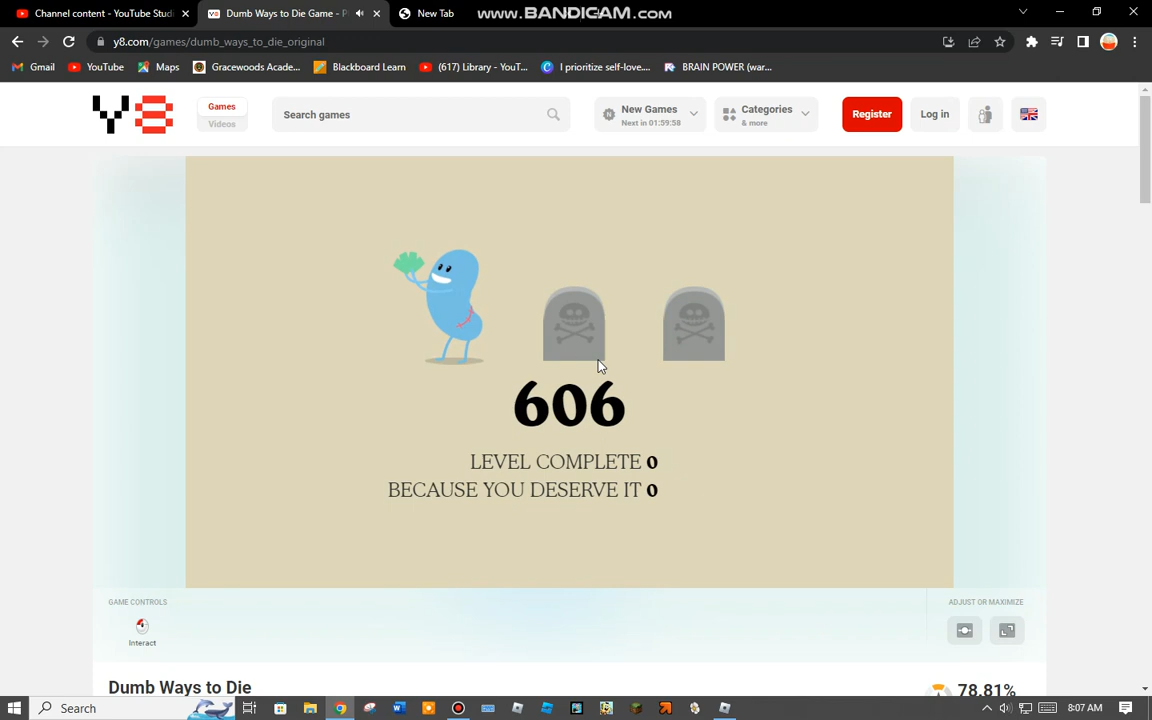 Channel content - YouTube Studi
Dumb Ways to Die Game - P
New Tab
www.BANDICAM.com
y8.com/games/dumb_ways_to_die_original
Gmail
YouTube
Maps
Gracewoods Acade...
Blackboard Learn
(617) Library - YouT...
I prioritize self-love....
BRAIN POWER (war...
Y8
Games
Videos
Search games
New Games
Next in 01:59:58
Categories
& more
Register
Log in
606
LEVEL COMPLETE 0
BECAUSE YOU DESERVE IT 0
GAME CONTROLS
Interact
ADJUST OR MAXIMIZE
Dumb Ways to Die
78.81%
Search
8:07 AM